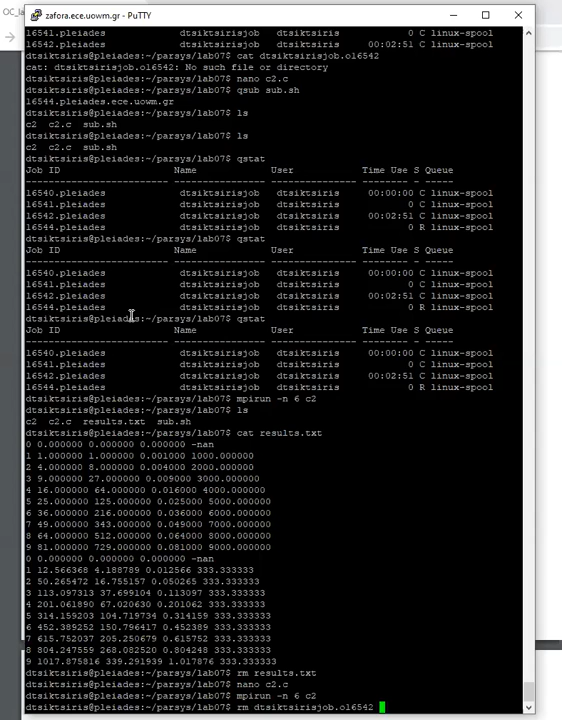 OC_la
zafora.ece.uowm.gr - PuTTY
16541.pleiades dtsiktsirisjob dtsiktsiris 0 C linux-spool
16542.pleiades dtsiktsirisjob dtsiktsiris 00:02:51 C linux-spool
dtsiktsiris@pleiades:~/parsys/lab07$ cat dtsiktsirisjob.o16542
cat: dtsiktsirisjob.o16542: No such file or directory
dtsiktsiris@pleiades:~/parsys/lab07$ nano c2.c
dtsiktsiris@pleiades:~/parsys/lab07$ qsub sub.sh
16544.pleiades.ece.uowm.gr
dtsiktsiris@pleiades:~/parsys/lab07$ ls
c2 c2.c sub.sh
dtsiktsiris@pleiades:~/parsys/lab07$ ls
c2 c2.c sub.sh
dtsiktsiris@pleiades:~/parsys/lab07$ qstat
Job ID Name User Time Use S Queue
------------------------- ---------------- --------------- -------- - -----
16540.pleiades dtsiktsirisjob dtsiktsiris 00:00:00 C linux-spool
16541.pleiades dtsiktsirisjob dtsiktsiris 0 C linux-spool
16542.pleiades dtsiktsirisjob dtsiktsiris 00:02:51 C linux-spool
16544.pleiades dtsiktsirisjob dtsiktsiris 0 R linux-spool
dtsiktsiris@pleiades:~/parsys/lab07$ qstat
Job ID Name User Time Use S Queue
------------------------- ---------------- --------------- -------- - -----
16540.pleiades dtsiktsirisjob dtsiktsiris 00:00:00 C linux-spool
16541.pleiades dtsiktsirisjob dtsiktsiris 0 C linux-spool
16542.pleiades dtsiktsirisjob dtsiktsiris 00:02:51 C linux-spool
16544.pleiades dtsiktsirisjob dtsiktsiris 0 R linux-spool
dtsiktsiris@pleiades:~/parsys/lab07$ qstat
Job ID Name User Time Use S Queue
------------------------- ---------------- --------------- -------- - -----
16540.pleiades dtsiktsirisjob dtsiktsiris 00:00:00 C linux-spool
16541.pleiades dtsiktsirisjob dtsiktsiris 0 C linux-spool
16542.pleiades dtsiktsirisjob dtsiktsiris 00:02:51 C linux-spool
16544.pleiades dtsiktsirisjob dtsiktsiris 0 R linux-spool
dtsiktsiris@pleiades:~/parsys/lab07$ mpirun -n 6 c2
dtsiktsiris@pleiades:~/parsys/lab07$ ls
c2 c2.c results.txt sub.sh
dtsiktsiris@pleiades:~/parsys/lab07$ cat results.txt
0 0.000000 0.000000 0.000000 -nan
1 1.000000 1.000000 0.001000 1000.000000
2 4.000000 8.000000 0.004000 2000.000000
3 9.000000 27.000000 0.009000 3000.000000
4 16.000000 64.000000 0.016000 4000.000000
5 25.000000 125.000000 0.025000 5000.000000
6 36.000000 216.000000 0.036000 6000.000000
7 49.000000 343.000000 0.049000 7000.000000
8 64.000000 512.000000 0.064000 8000.000000
9 81.000000 729.000000 0.081000 9000.000000
0 0.000000 0.000000 0.000000 -nan
1 12.566368 4.188789 0.012566 333.333333
2 50.265472 16.755157 0.050265 333.333333
3 113.097313 37.699104 0.113097 333.333333
4 201.061890 67.020630 0.201062 333.333333
5 314.159203 104.719734 0.314159 333.333333
6 452.389252 150.796417 0.452389 333.333333
7 615.752037 205.250679 0.615752 333.333333
8 804.247559 268.082520 0.804248 333.333333
9 1017.875816 339.291939 1.017876 333.333333
dtsiktsiris@pleiades:~/parsys/lab07$ rm results.txt
dtsiktsiris@pleiades:~/parsys/lab07$ nano c2.c
dtsiktsiris@pleiades:~/parsys/lab07$ mpirun -n 6 c2
dtsiktsiris@pleiades:~/parsys/lab07$ rm dtsiktsirisjob.o16542